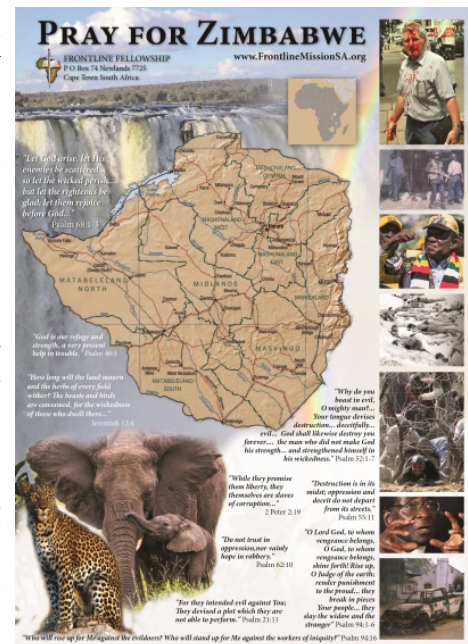 PRAY FOR ZIMBABWE
FRONTLINE FELLOWSHIP
P O Box 74 Newlands 7725
Cape Town South Africa
www.FrontlineMissionSA.org
"Let God arise, let His
enemies be scattered...
so let the wicked perish...
but let the righteous be
glad; let them rejoice
before God..."
Psalm 68:1-3
MASHONALAND
CENTRAL
MASHONALAND
WEST
Harare
MASHONALAND
EAST
MATABELELAND
NORTH
MIDLANDS
MANICALAND
MASVINGO
MATABELELAND
SOUTH
"God is our refuge and
strength, a very present
help in trouble." Psalm 46:1
"How long will the land mourn
and the herbs of every field
wither? The beasts and birds
are consumed, for the wickedness
of those who dwell there..."
Jeremiah 12:4
"Why do you
boast in evil,
O mighty man?...
Your tongue devises
destruction... deceitfully...
evil... God shall likewise destroy you
forever.... the man who did not make God
his strength... and strengthened himself in
his wickedness." Psalm 52:1-7
"While they promise
them liberty, they
themselves are slaves
of corruption..."
2 Peter 2:19
"Destruction is in its
midst; oppression and
deceit do not depart
from its streets."
Psalm 55:11
"Do not trust in
oppression,nor vainly
hope in robbery."
Psalm 62:10
"O Lord God, to whom
vengeance belongs,
O God, to whom
vengeance belongs,
shine forth! Rise up,
O Judge of the earth;
render punishment
to the proud... they
break in pieces
Your people... they
slay the widow and the
stranger" Psalm 94:1-6
"For they intended evil against You;
They devised a plot which they are
not able to perform." Psalm 21:11
"Who will rise up for Me against the evildoers? Who will stand up for Me against the workers of iniquity?" Psalm 94:16